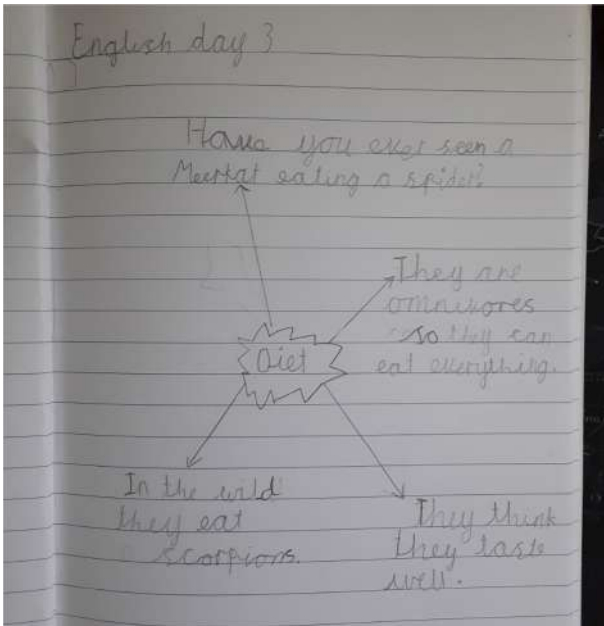 English day 3
Have you ever seen a
Meerkat eating a spider?
They are
omnivores
so they can
eat everything.
Diet
In the wild
they eat
scorpions.
They think
they taste
well.